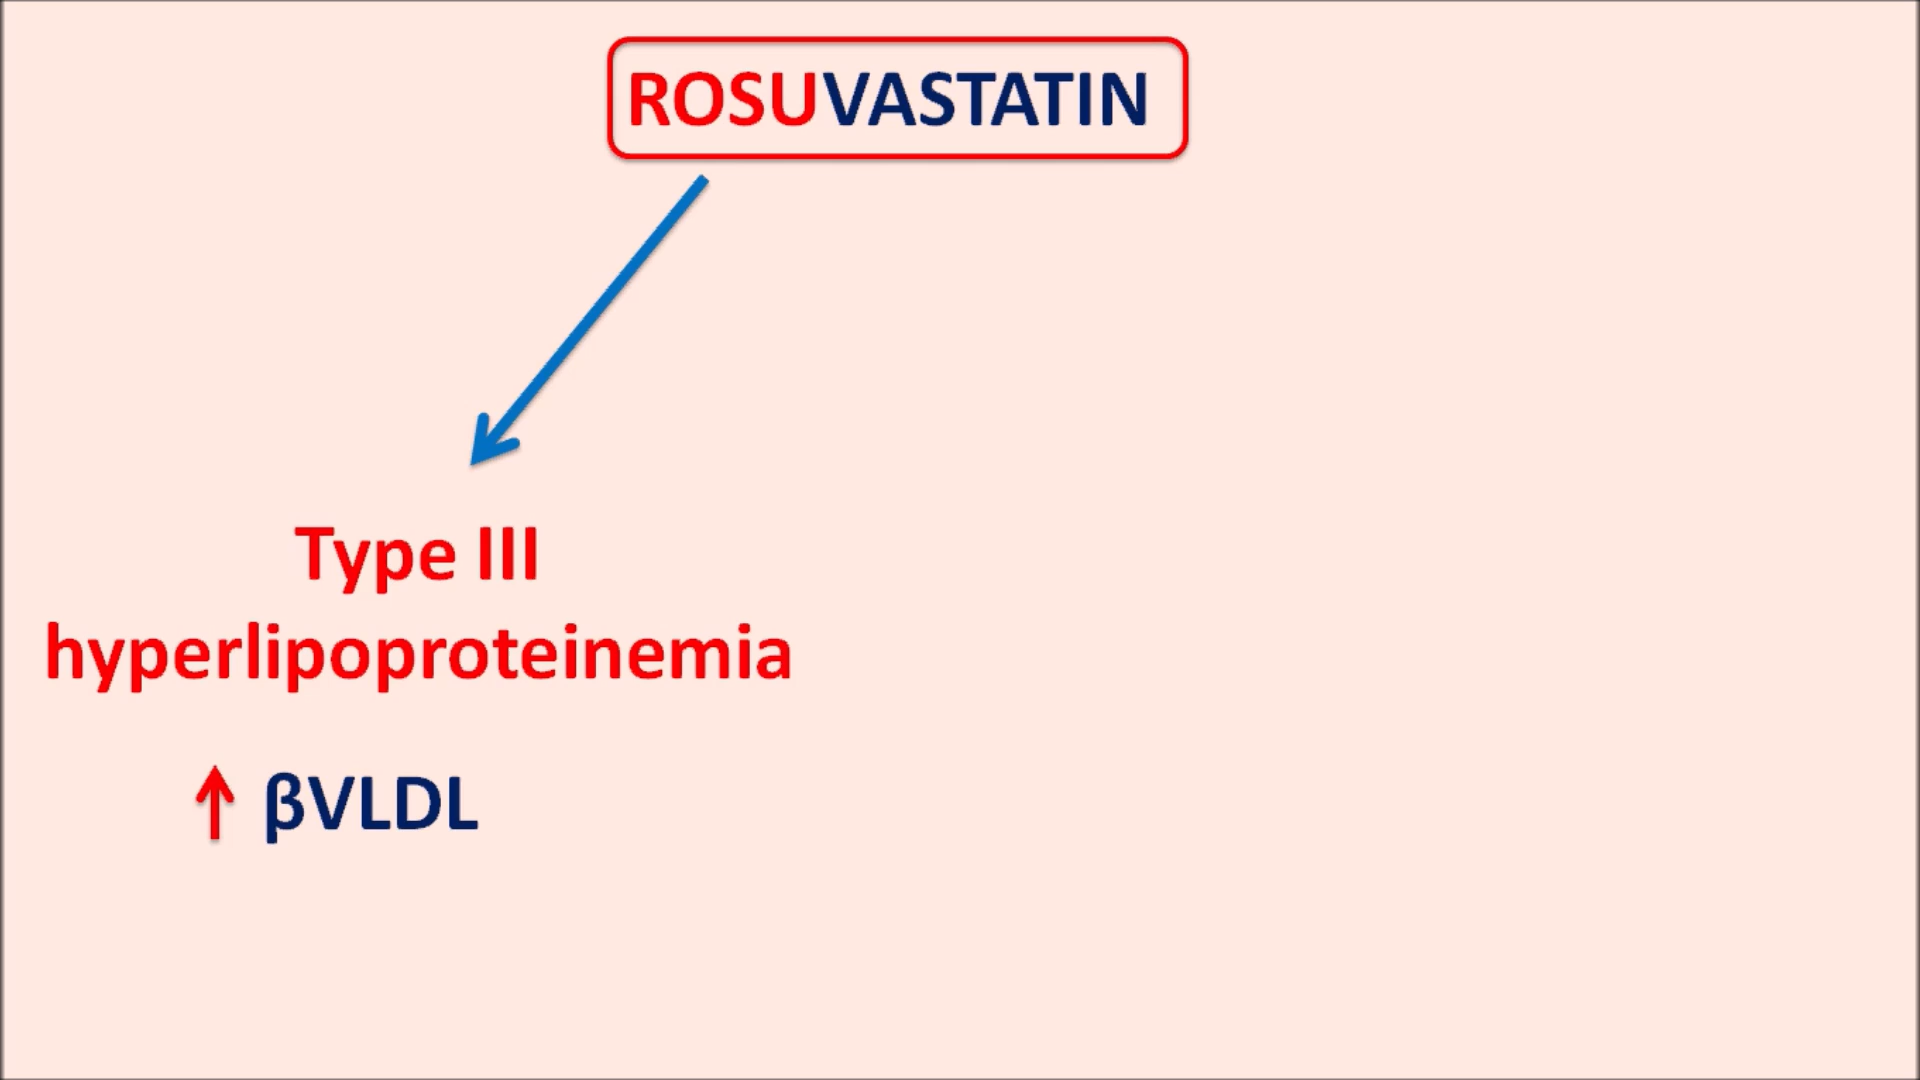 ROSUVASTATIN
Type III
hyperlipoproteinemia
↑ βVLDL